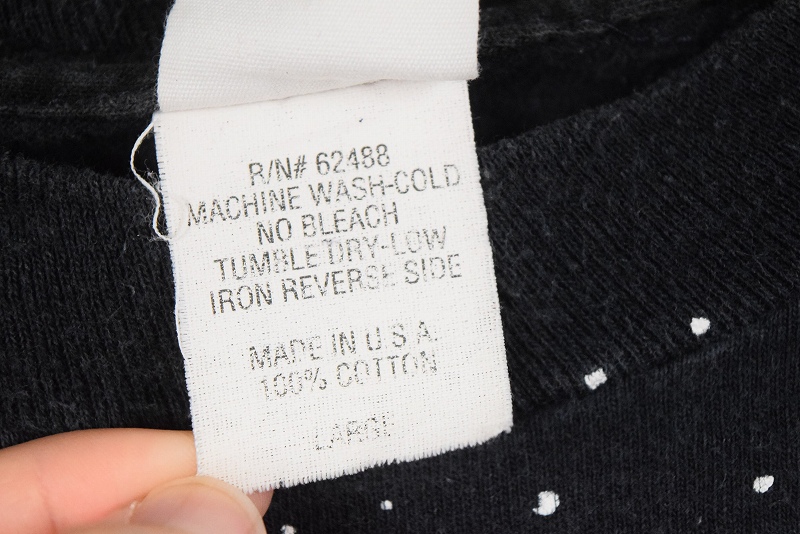 R/N# 62488
MACHINE WASH-COLD
NO BLEACH
TUMBLE DRY-LOW
IRON REVERSE SIDE
MADE IN U.S.A.
100% COTTON
LARGE